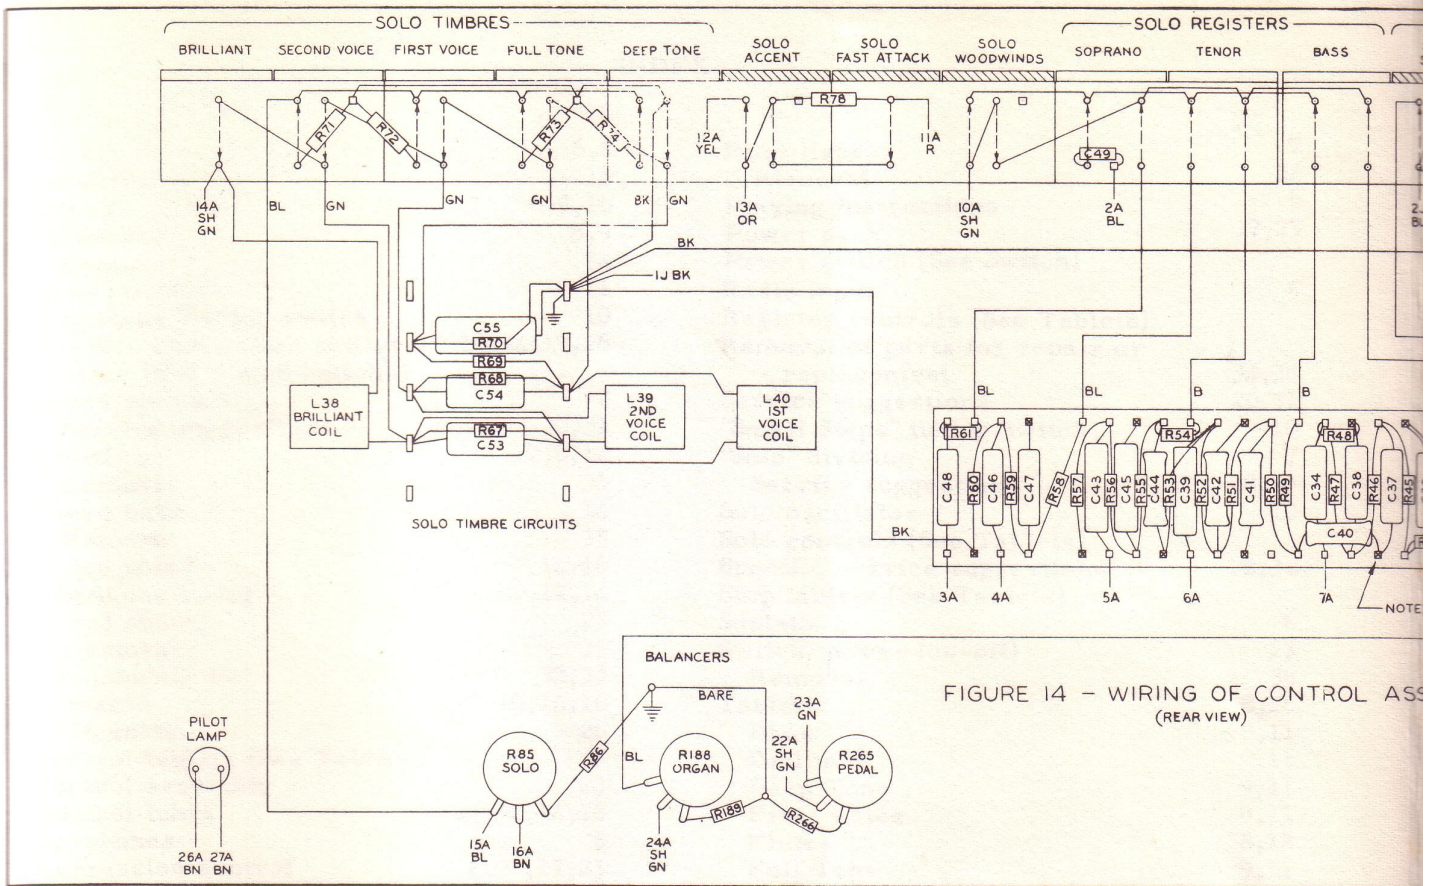 SOLO TIMBRES
SOLO REGISTERS
BRILLIANT
SECOND VOICE
FIRST VOICE
FULL TONE
DEEP TONE
SOLO ACCENT
SOLO FAST ATTACK
SOLO WOODWINDS
SOPRANO
TENOR
BASS
R71
R72
R73
R74
R78
C49
12A YEL
11A R
14A SH GN
BL
GN
GN
GN
BK
GN
13A OR
10A SH GN
2A BL
BK
1J BK
C55
R70
R69
R68
C54
R67
C53
L38 BRILLIANT COIL
L39 2ND VOICE COIL
L40 1ST VOICE COIL
SOLO TIMBRE CIRCUITS
BL
BL
B
B
BK
R61
R54
R48
C48
R60
C46
R59
C47
R58
R57
C43
R56
C45
R55
C44
R53
C39
R52
C42
R51
C41
R50
R49
C34
R47
C38
R46
C37
R45
C40
3A
4A
5A
6A
7A
NOTE
BALANCERS
BARE
FIGURE 14 – WIRING OF CONTROL ASS
(REAR VIEW)
PILOT LAMP
26A BN
27A BN
R85 SOLO
15A BL
16A BN
R86
BL
R188 ORGAN
24A SH GN
R189
R266
23A GN
22A SH GN
R265 PEDAL